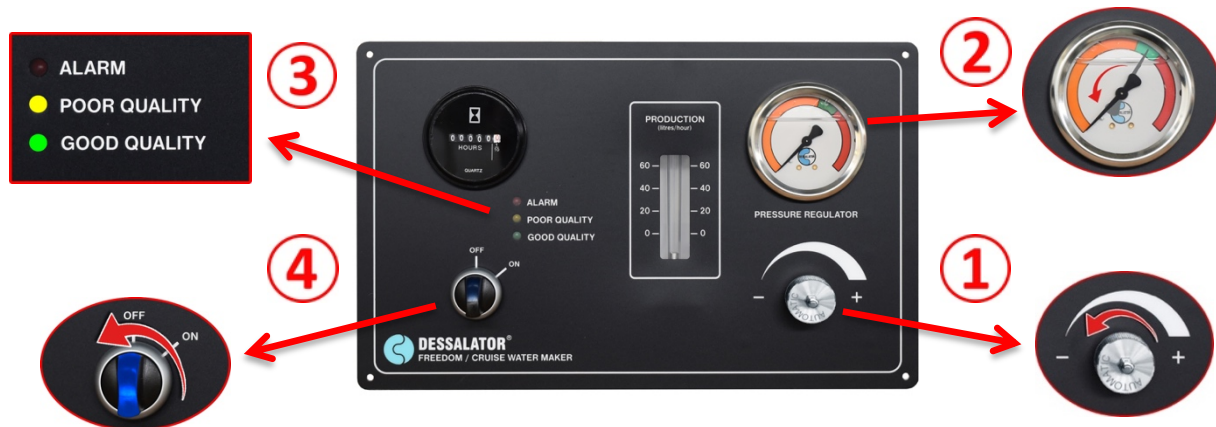 ALARM
POOR QUALITY
GOOD QUALITY
3
HOURS
QUARTZ
ALARM
POOR QUALITY
GOOD QUALITY
PRODUCTION
(litres/hour)
60 60
40 40
20 20
0 0
PRESSURE REGULATOR
- +
AUTOMATIC
OFF
ON
DESSALATOR®
FREEDOM / CRUISE WATER MAKER
2
1
- +
4
OFF
ON